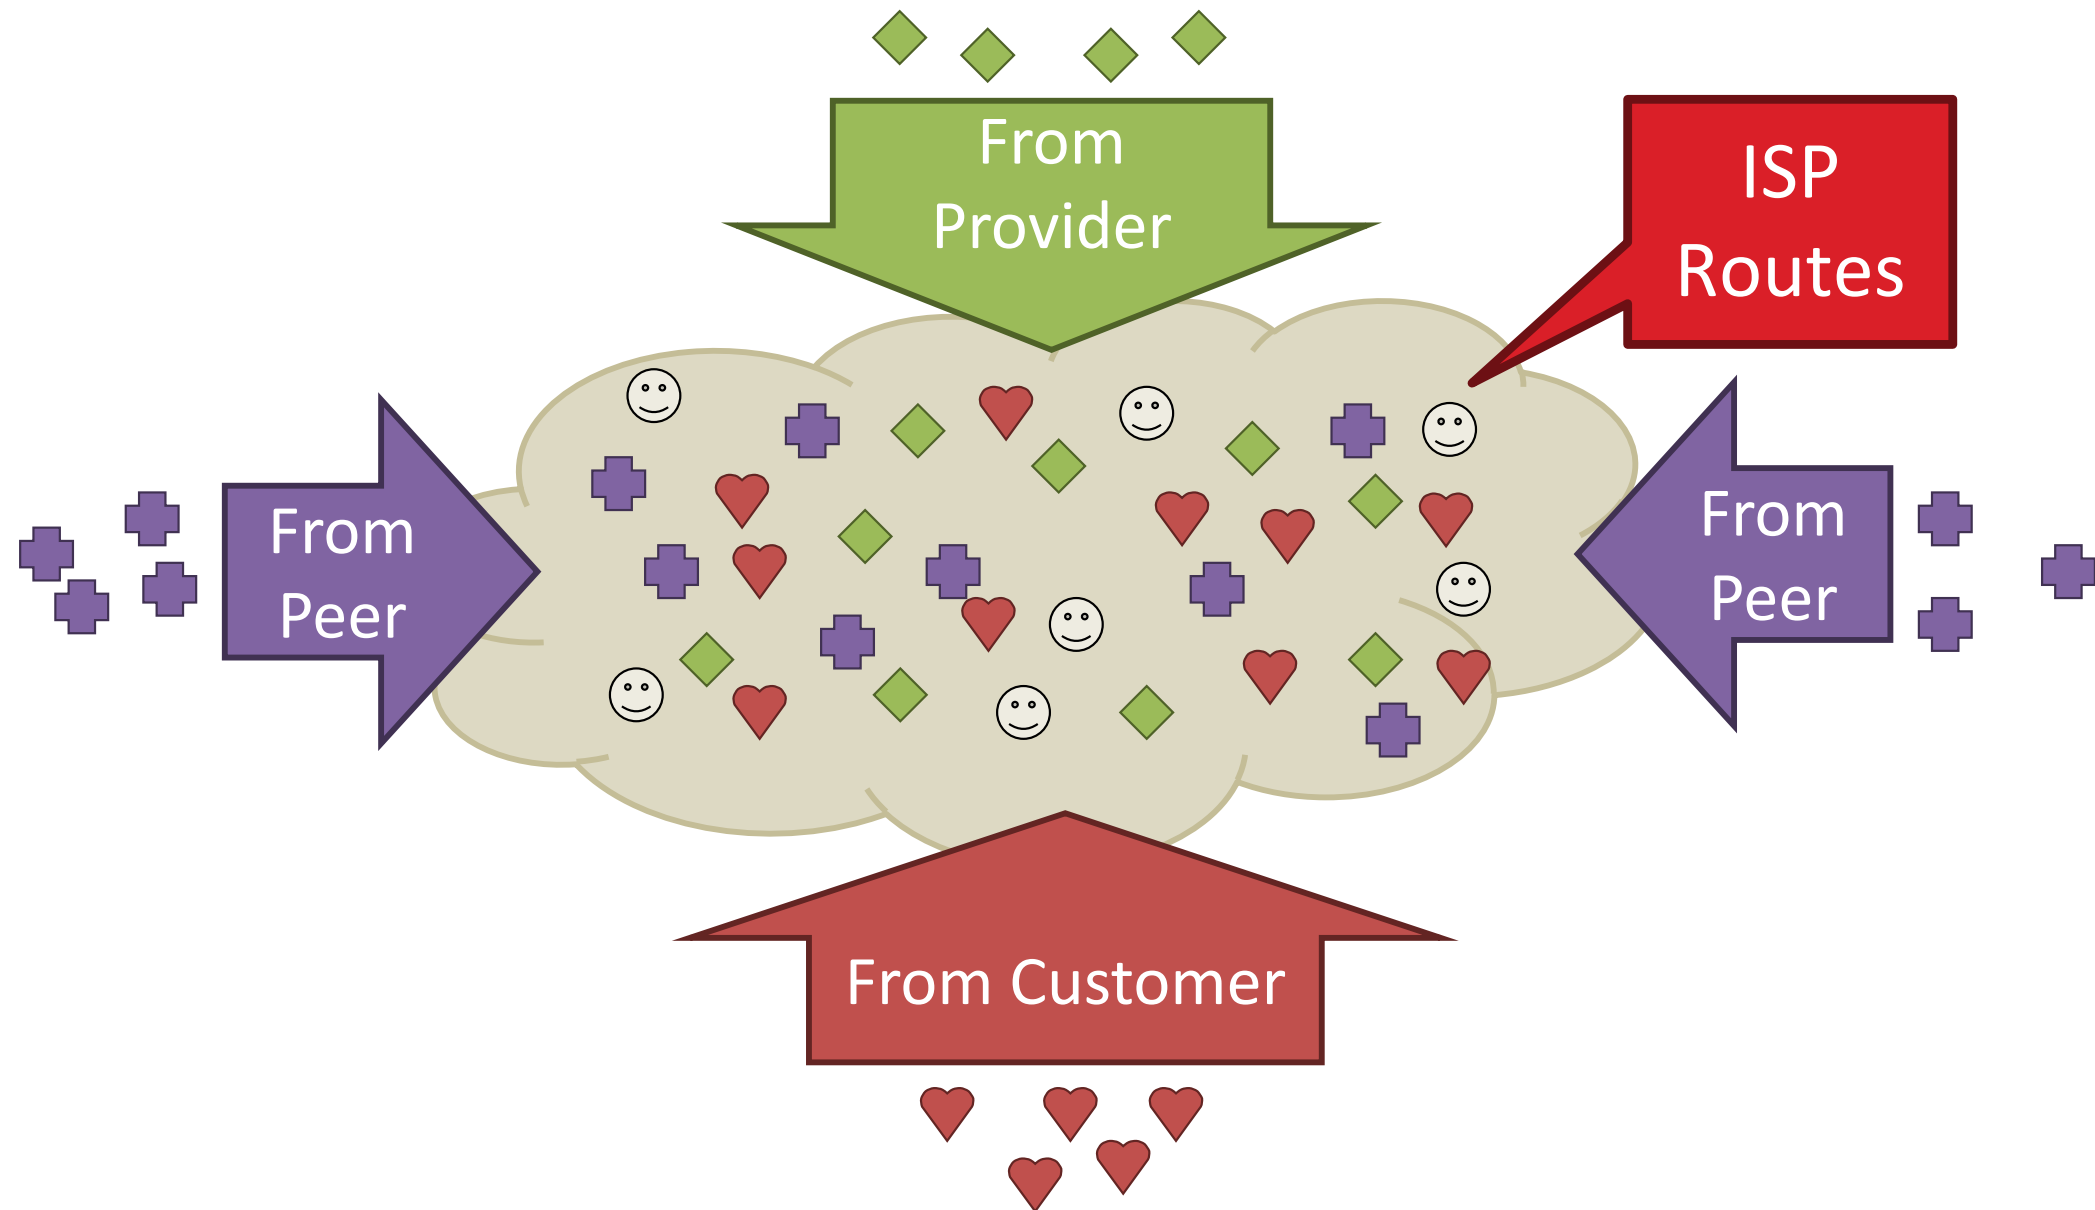 From
Provider
ISP
Routes
From
Peer
From
Peer
From Customer